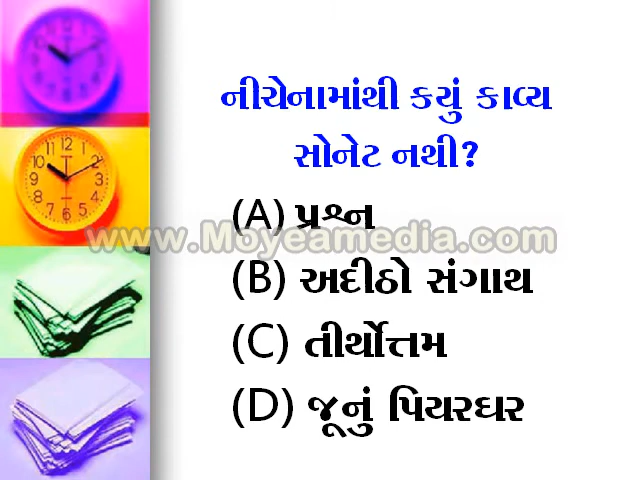 નીચેનામાંથી કયું કાવ્ય
સોનેટ નથી?
(A) પ્રશ્ન
www.Moyeamedia.com
(B) અદીઠો સંગાથ
(C) તીર્થોત્તમ
(D) જૂનું પિયરઘર